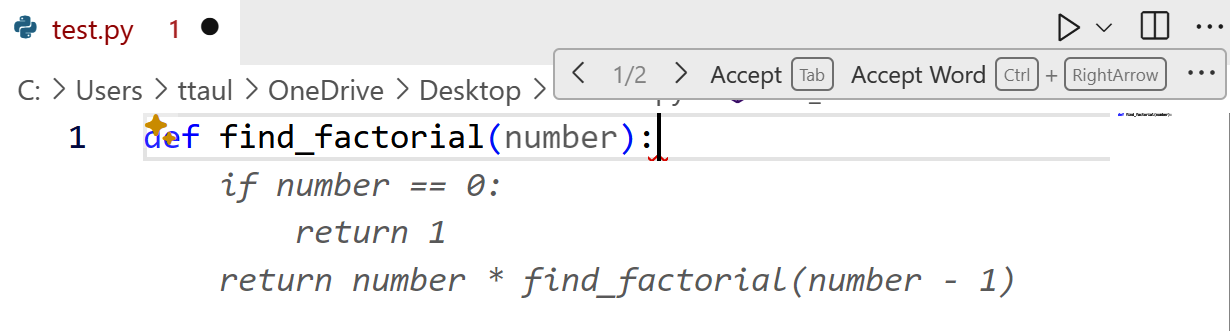 test.py 1
1/2 Accept Tab Accept Word Ctrl + RightArrow ...
C: > Users > ttaul > OneDrive > Desktop >
1 def find_factorial(number):
if number == 0:
return 1
return number * find_factorial(number - 1)